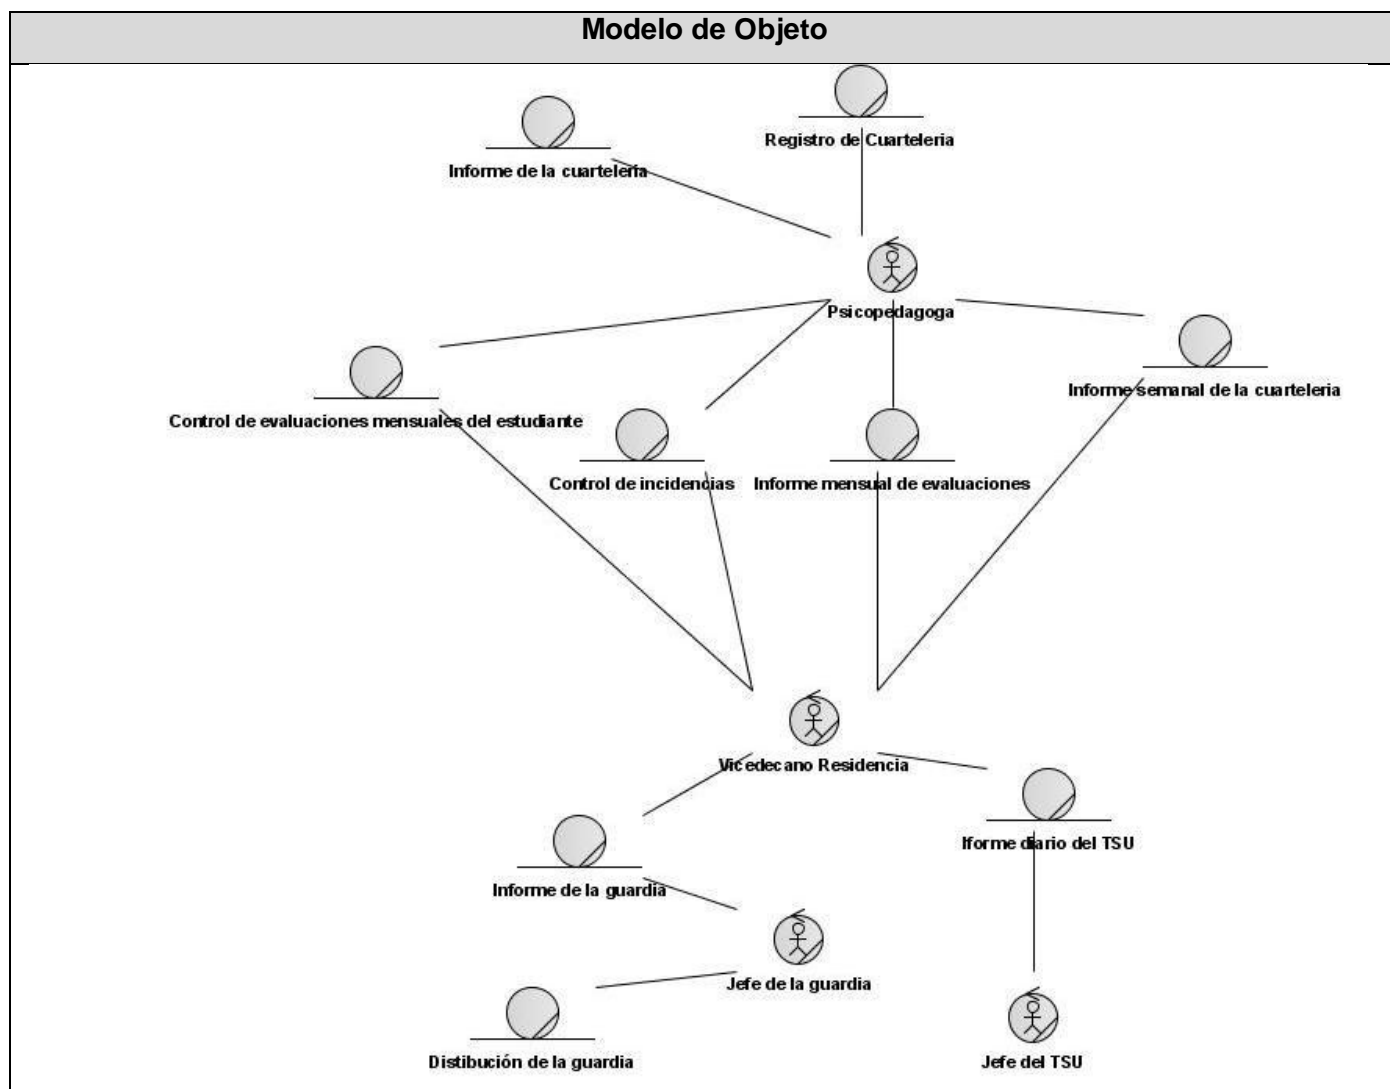 Modelo de Objeto
Registro de Cuarteleria
Informe de la cuarteleria
Psicopedagoga
Informe semanal de la cuarteleria
Control de evaluaciones mensuales del estudiante
Control de incidencias
Informe mensual de evaluaciones
Vicedecano Residencia
Iforme diario del TSU
Informe de la guardia
Jefe de la guardia
Distibución de la guardia
Jefe del TSU